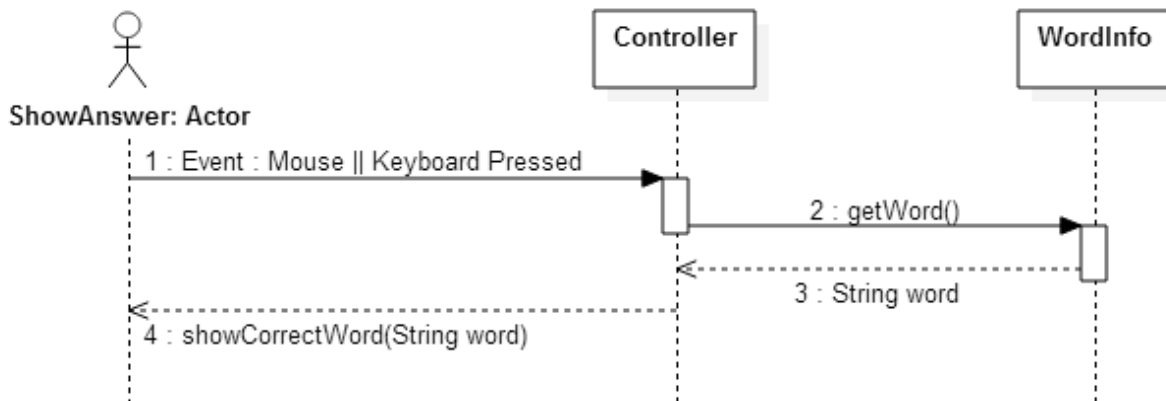 Controller
WordInfo
ShowAnswer: Actor
1 : Event : Mouse || Keyboard Pressed
2 : getWord()
3 : String word
4 : showCorrectWord(String word)